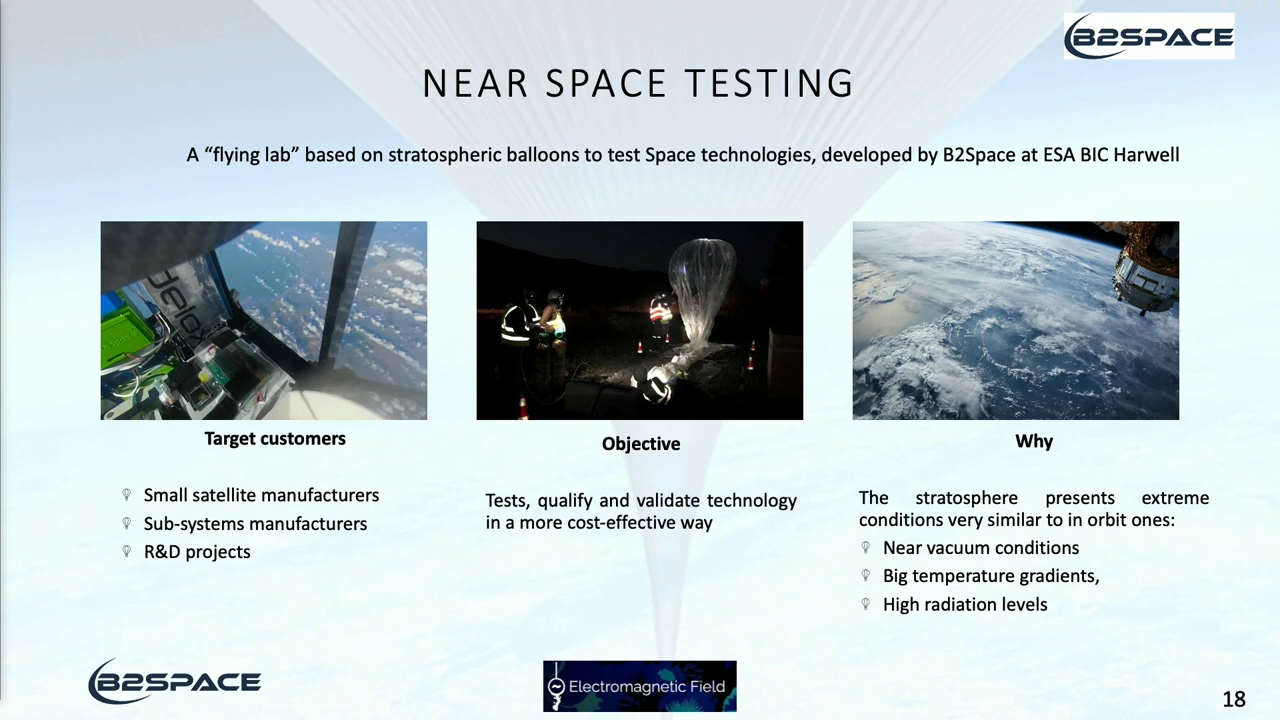 B2SPACE
NEAR SPACE TESTING
A “flying lab” based on stratospheric balloons to test Space technologies, developed by B2Space at ESA BIC Harwell
Target customers
Small satellite manufacturers
Sub-systems manufacturers
R&D projects
Objective
Tests, qualify and validate technology
in a more cost-effective way
Why
The stratosphere presents extreme
conditions very similar to in orbit ones:
Near vacuum conditions
Big temperature gradients,
High radiation levels
B2SPACE
Electromagnetic Field
18